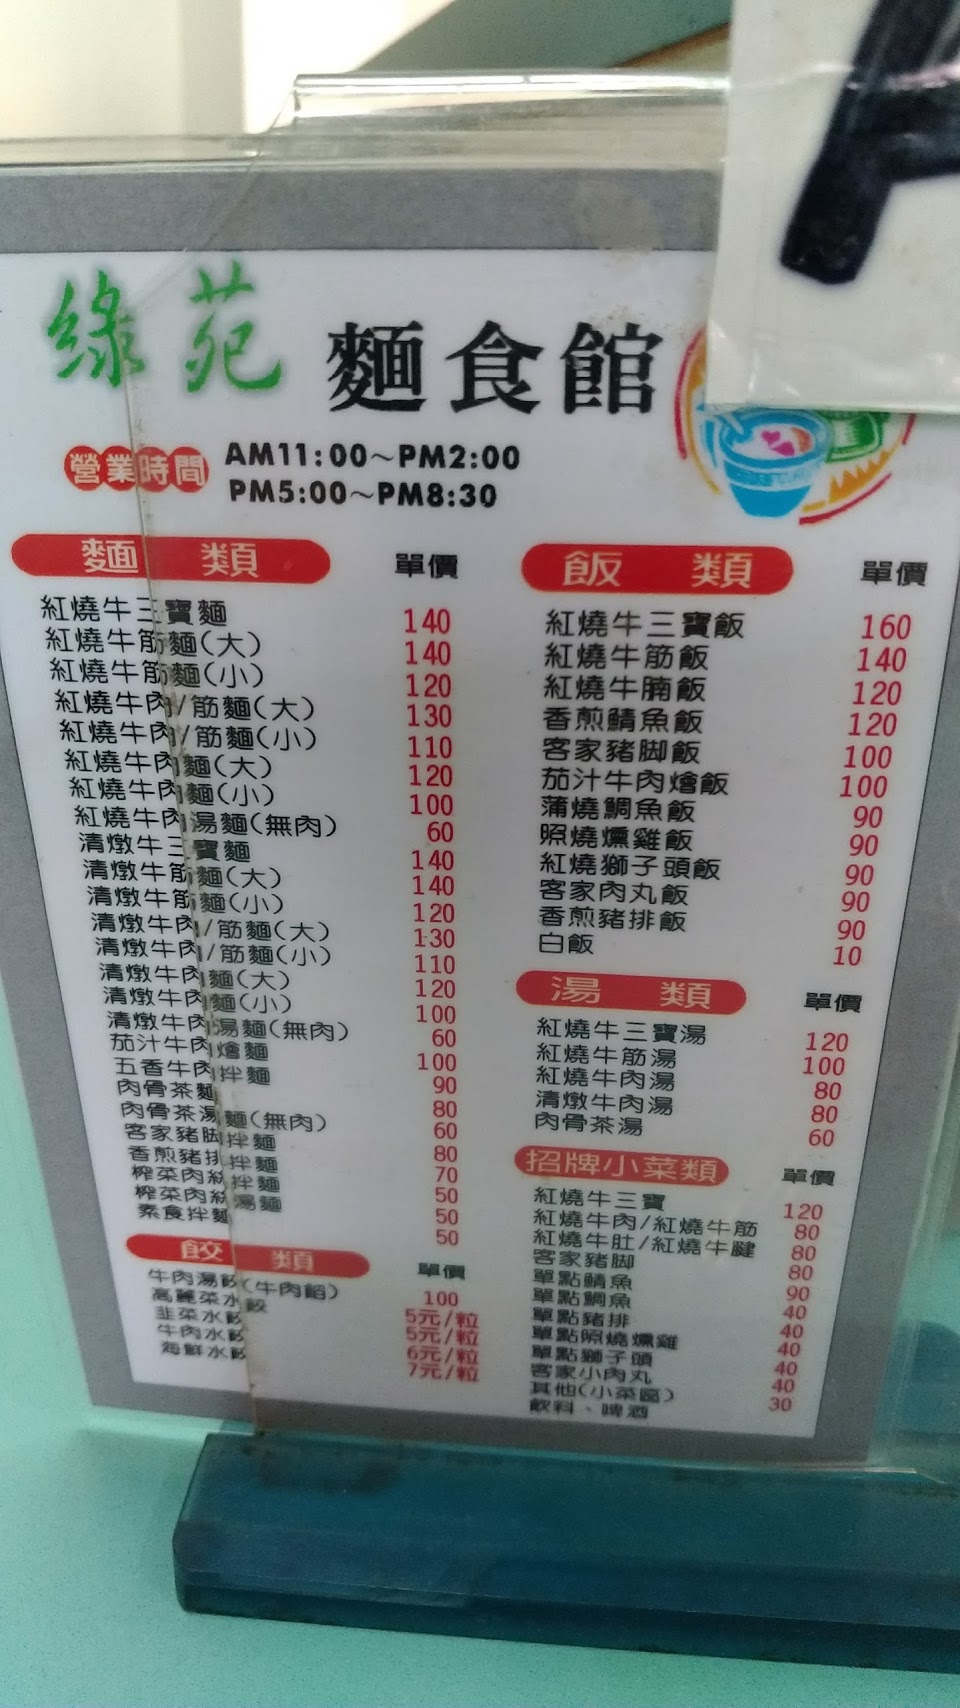 綠苑 麵食館
營業時間 AM11:00~PM2:00
PM5:00~PM8:30
麵 類 單價
紅燒牛三寶麵 140
紅燒牛筋麵(大) 140
紅燒牛筋麵(小) 120
紅燒牛肉/筋麵(大) 130
紅燒牛肉/筋麵(小) 110
紅燒牛肉麵(大) 120
紅燒牛肉麵(小) 100
紅燒牛肉湯麵(無肉) 60
清燉牛三寶麵 140
清燉牛筋麵(大) 140
清燉牛筋麵(小) 120
清燉牛肉/筋麵(大) 130
清燉牛肉/筋麵(小) 110
清燉牛肉麵(大) 120
清燉牛肉麵(小) 100
清燉牛肉湯麵(無肉) 60
茄汁牛肉燴麵 100
五香牛肉拌麵 90
肉骨茶麵 80
肉骨茶湯麵(無肉) 60
客家豬脚拌麵 80
香煎豬排拌麵 70
榨菜肉絲拌麵 50
榨菜肉絲湯麵 50
素食拌麵 50
餃 類 單價
牛肉湯餃(牛肉餡) 100
高麗菜水餃 5元/粒
韭菜水餃 5元/粒
牛肉水餃 6元/粒
海鮮水餃 7元/粒
飯 類 單價
紅燒牛三寶飯 160
紅燒牛筋飯 140
紅燒牛腩飯 120
香煎鯖魚飯 120
客家豬脚飯 100
茄汁牛肉燴飯 100
蒲燒鯛魚飯 90
照燒燻雞飯 90
紅燒獅子頭飯 90
客家肉丸飯 90
香煎豬排飯 90
白飯 10
湯 類 單價
紅燒牛三寶湯 120
紅燒牛筋湯 100
紅燒牛肉湯 80
清燉牛肉湯 80
肉骨茶湯 60
招牌小菜類 單價
紅燒牛三寶 120
紅燒牛肉/紅燒牛筋 80
紅燒牛肚/紅燒牛腱 80
客家豬脚 80
單點鯖魚 90
單點鯛魚 40
單點豬排 40
單點照燒燻雞 40
單點獅子頭 40
客家小肉丸 40
其他(小菜區) 30
飲料、啤酒